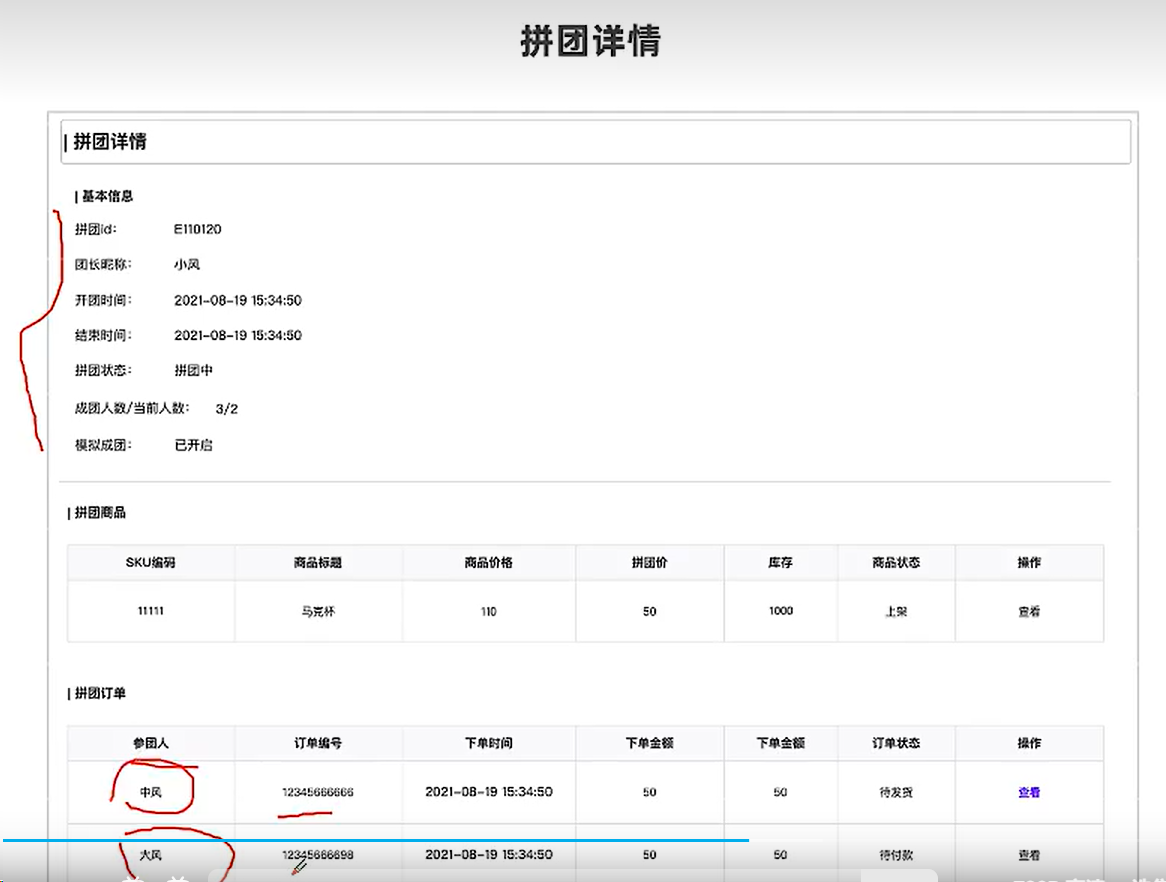 拼团详情
| 拼团详情
| 基本信息
拼团id: E110120
团长昵称: 小风
开团时间: 2021-08-19 15:34:50
结束时间: 2021-08-19 15:34:50
拼团状态: 拼团中
成团人数/当前人数: 3/2
模拟成团: 已开启
| 拼团商品
SKU编码 商品标题 商品价格 拼团价 库存 商品状态 操作
11111 马克杯 110 50 1000 上架 查看
| 拼团订单
参团人 订单编号 下单时间 下单金额 下单金额 订单状态 操作
中风 12345666666 2021-08-19 15:34:50 50 50 待发货 查看
大风 12345666698 2021-08-19 15:34:50 50 50 待付款 查看